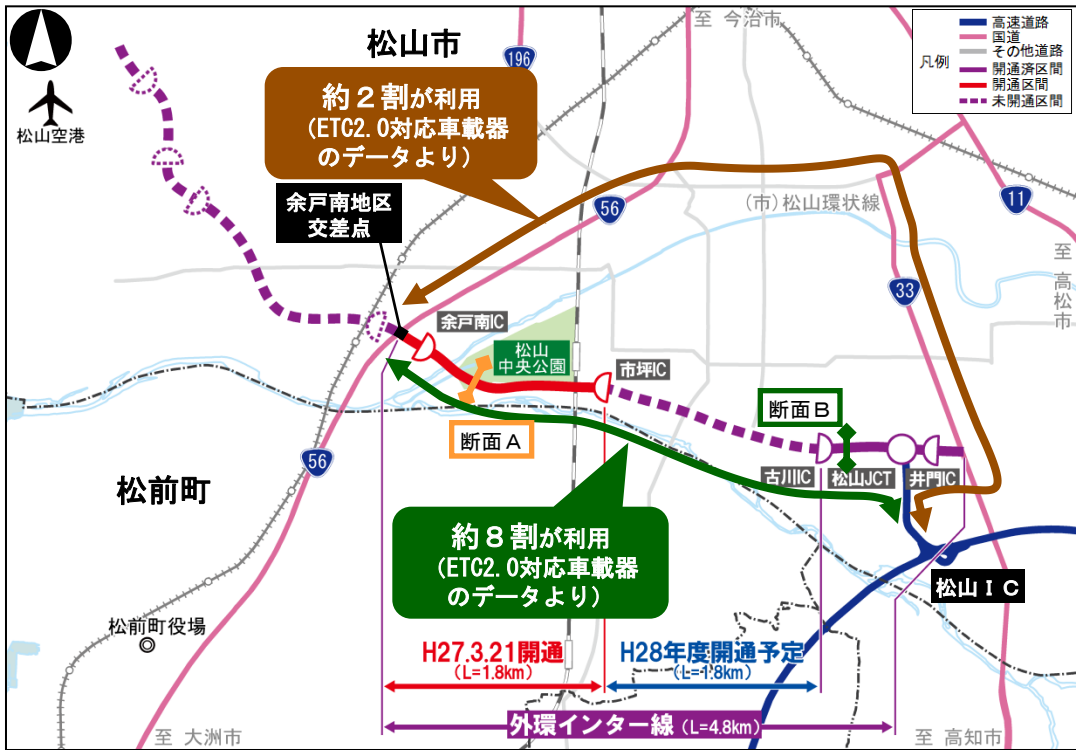 至 今治市
松山市
196
凡例
高速道路
国道
その他道路
開通済区間
開通区間
未開通区間
松山空港
約２割が利用
(ETC2.0対応車載器
のデータより)
余戸南地区
交差点
56
(市)松山環状線
11
至 高松市
33
余戸南IC
松山
中央公園
市坪IC
断面Ａ
断面Ｂ
古川IC
松山JCT
井門IC
56
松前町
約８割が利用
(ETC2.0対応車載器
のデータより)
松山ＩＣ
松前町役場
H27.3.21開通
(L=1.8km)
H28年度開通予定
(L=1.8km)
外環インター線 (L=4.8km)
至 大洲市
至 高知市